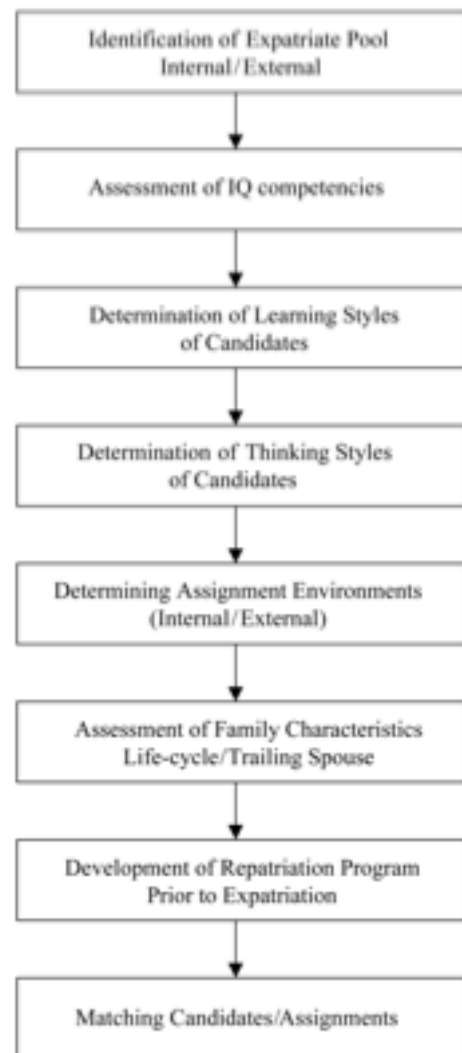 Identification of Expatriate Pool
Internal/External
Assessment of IQ competencies
Determination of Learning Styles
of Candidates
Determination of Thinking Styles
of Candidates
Determining Assignment Environments
(Internal/External)
Assessment of Family Characteristics
Life-cycle/Trailing Spouse
Development of Repatriation Program
Prior to Expatriation
Matching Candidates/Assignments